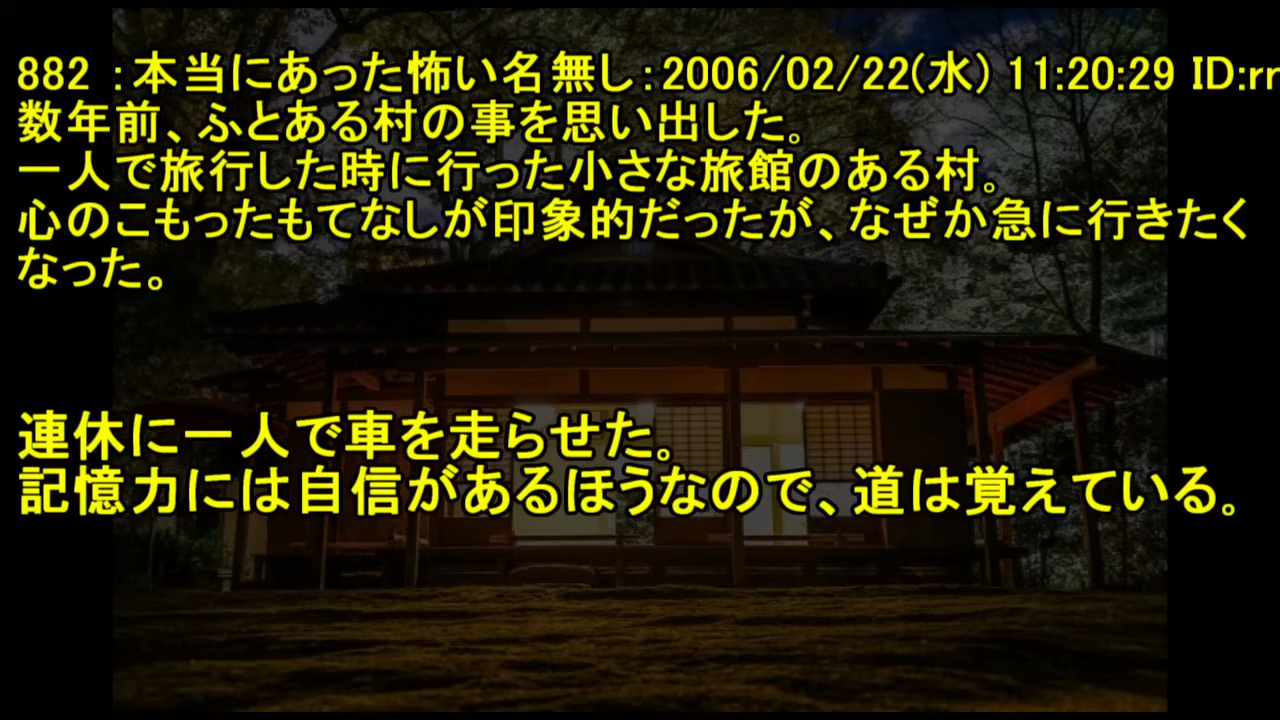 882 ：本当にあった怖い名無し：2006/02/22(水) 11:20:29 ID:rr
数年前、ふとある村の事を思い出した。
一人で旅行した時に行った小さな旅館のある村。
心のこもったもてなしが印象的だったが、なぜか急に行きたく
なった。
連休に一人で車を走らせた。
記憶力には自信があるほうなので、道は覚えている。